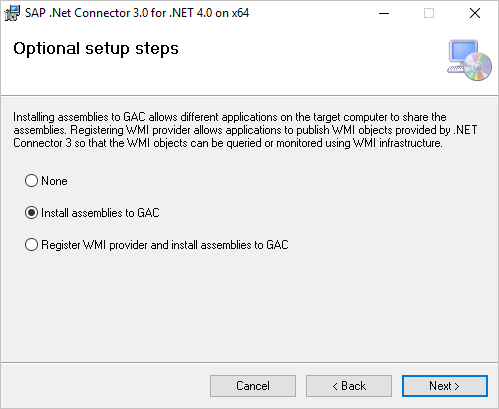 SAP .Net Connector 3.0 for .NET 4.0 on x64
Optional setup steps
Installing assemblies to GAC allows different applications on the target computer to share the
assemblies. Registering WMI provider allows applications to publish WMI objects provided by .NET
Connector 3 so that the WMI objects can be queried or monitored using WMI infrastructure.
None
Install assemblies to GAC
Register WMI provider and install assemblies to GAC
Cancel
< Back
Next >